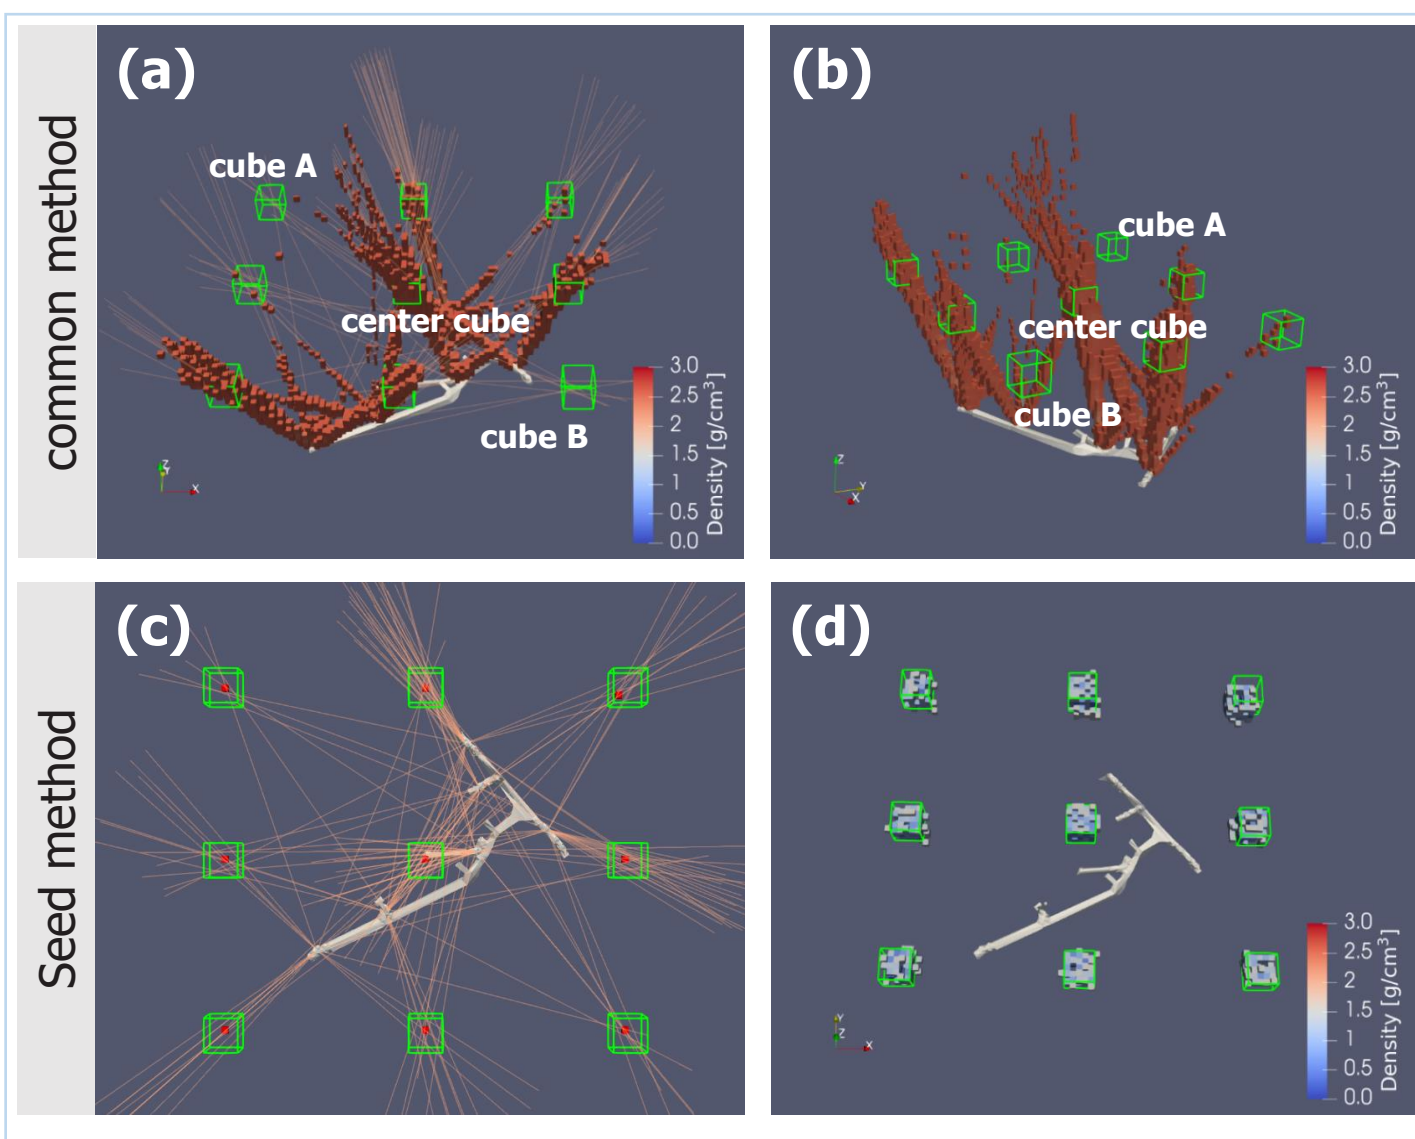 common method
(a)
cube A
center cube
cube B
Z
Y
X
3.0
2.5
2
1.5
1
0.5
0.0
Density [g/cm³]
(b)
cube A
center cube
cube B
Z
Y
X
3.0
2.5
2
1.5
1
0.5
0.0
Density [g/cm³]
Seed method
(c)
(d)
Y
Z
X
3.0
2.5
2
1.5
1
0.5
0.0
Density [g/cm³]